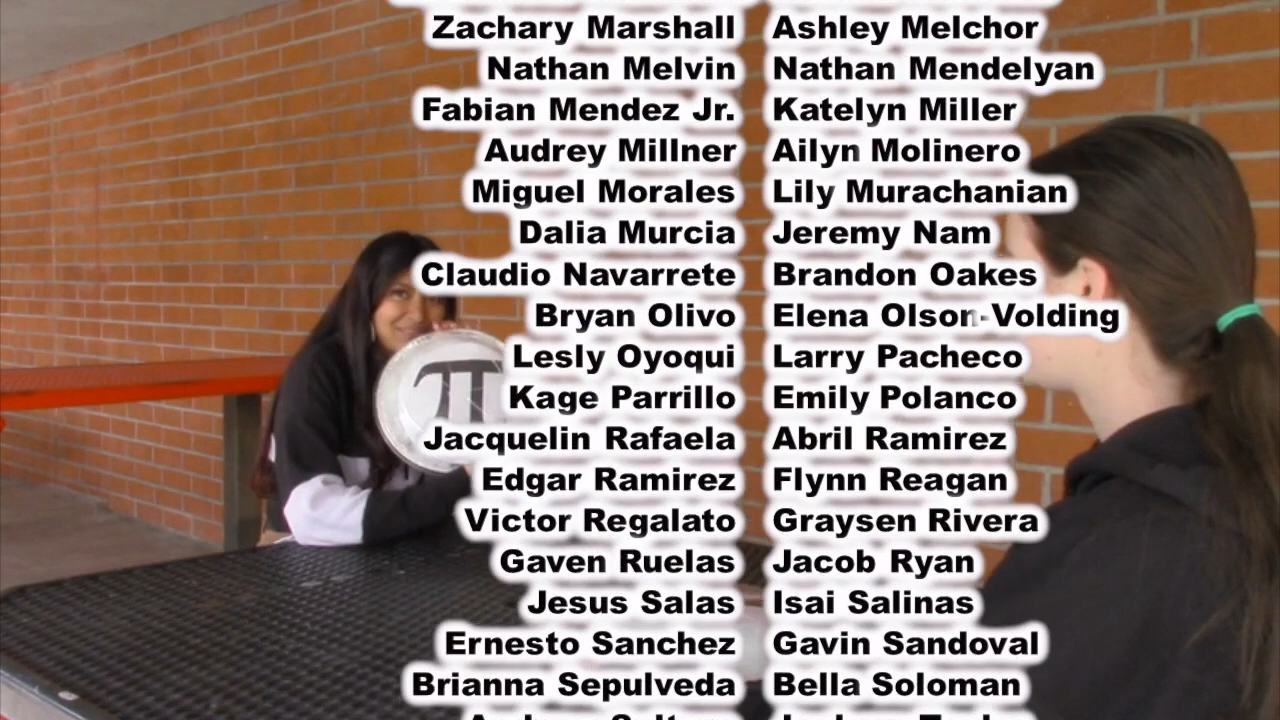 Zachary Marshall Ashley Melchor
Nathan Melvin Nathan Mendelyan
Fabian Mendez Jr. Katelyn Miller
Audrey Millner Ailyn Molinero
Miguel Morales Lily Murachanian
Dalia Murcia Jeremy Nam
Claudio Navarrete Brandon Oakes
Bryan Olivo Elena Olson-Volding
Lesly Oyoqui Larry Pacheco
π
Kage Parrillo Emily Polanco
Jacquelin Rafaela Abril Ramirez
Edgar Ramirez Flynn Reagan
Victor Regalato Graysen Rivera
Gaven Ruelas Jacob Ryan
Jesus Salas Isai Salinas
Ernesto Sanchez Gavin Sandoval
Brianna Sepulveda Bella Soloman